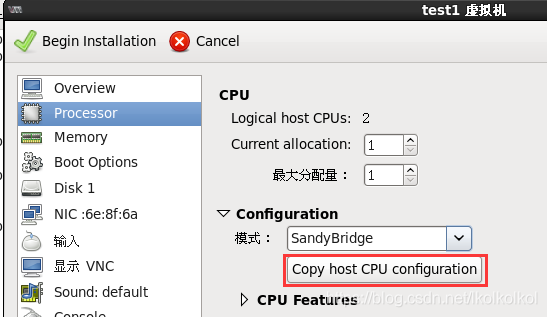 test1 虚拟机
Begin Installation
Cancel
Overview
Processor
Memory
Boot Options
Disk 1
NIC :6e:8f:6a
输入
显示 VNC
Sound: default
Console
CPU
Logical host CPUs: 2
Current allocation: 1
最大分配量： 1
Configuration
模式： SandyBridge
Copy host CPU configuration
CPU Features
https://blog.csdn.net/lkolkolkol